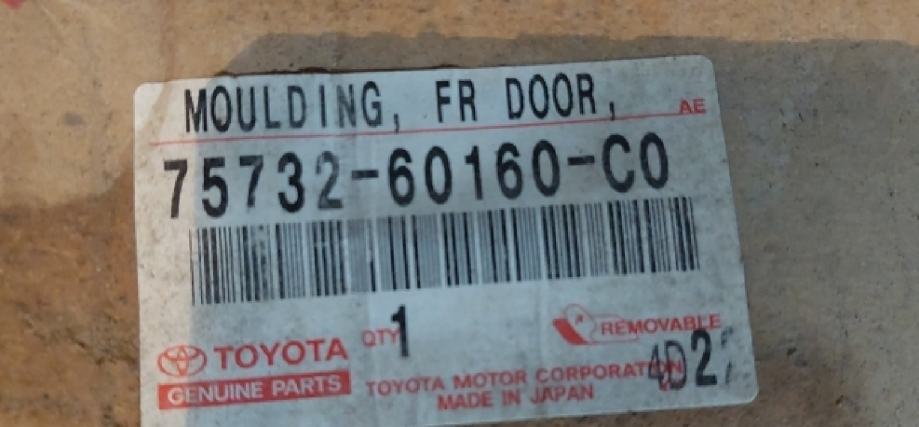 MOULDING, FR DOOR, AE
75732-60160-C0
QTY 1
REMOVABLE
TOYOTA
GENUINE PARTS
TOYOTA MOTOR CORPORATION
MADE IN JAPAN